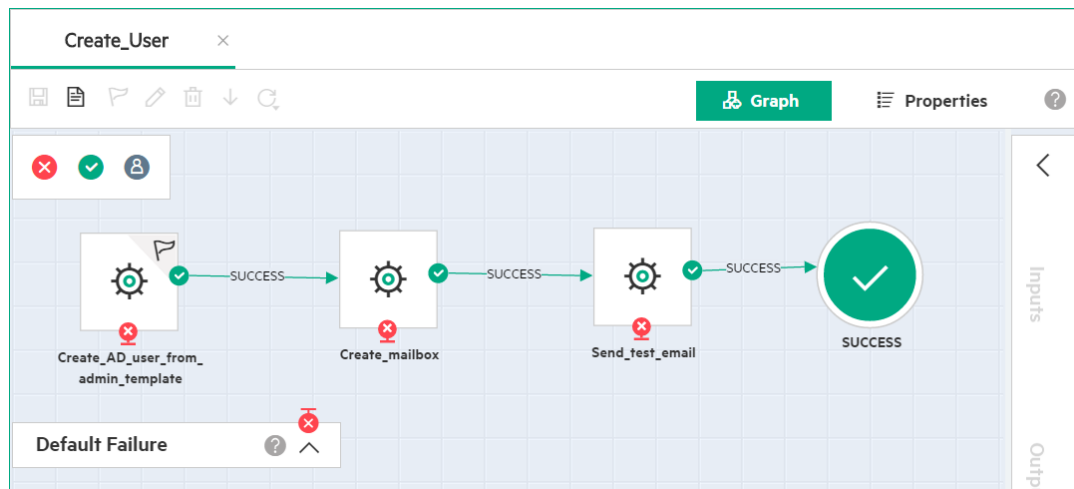 Create_User
Graph
Properties
SUCCESS
SUCCESS
SUCCESS
Create_AD_user_from_
admin_template
Create_mailbox
Send_test_email
SUCCESS
Inputs
Outp
Default Failure